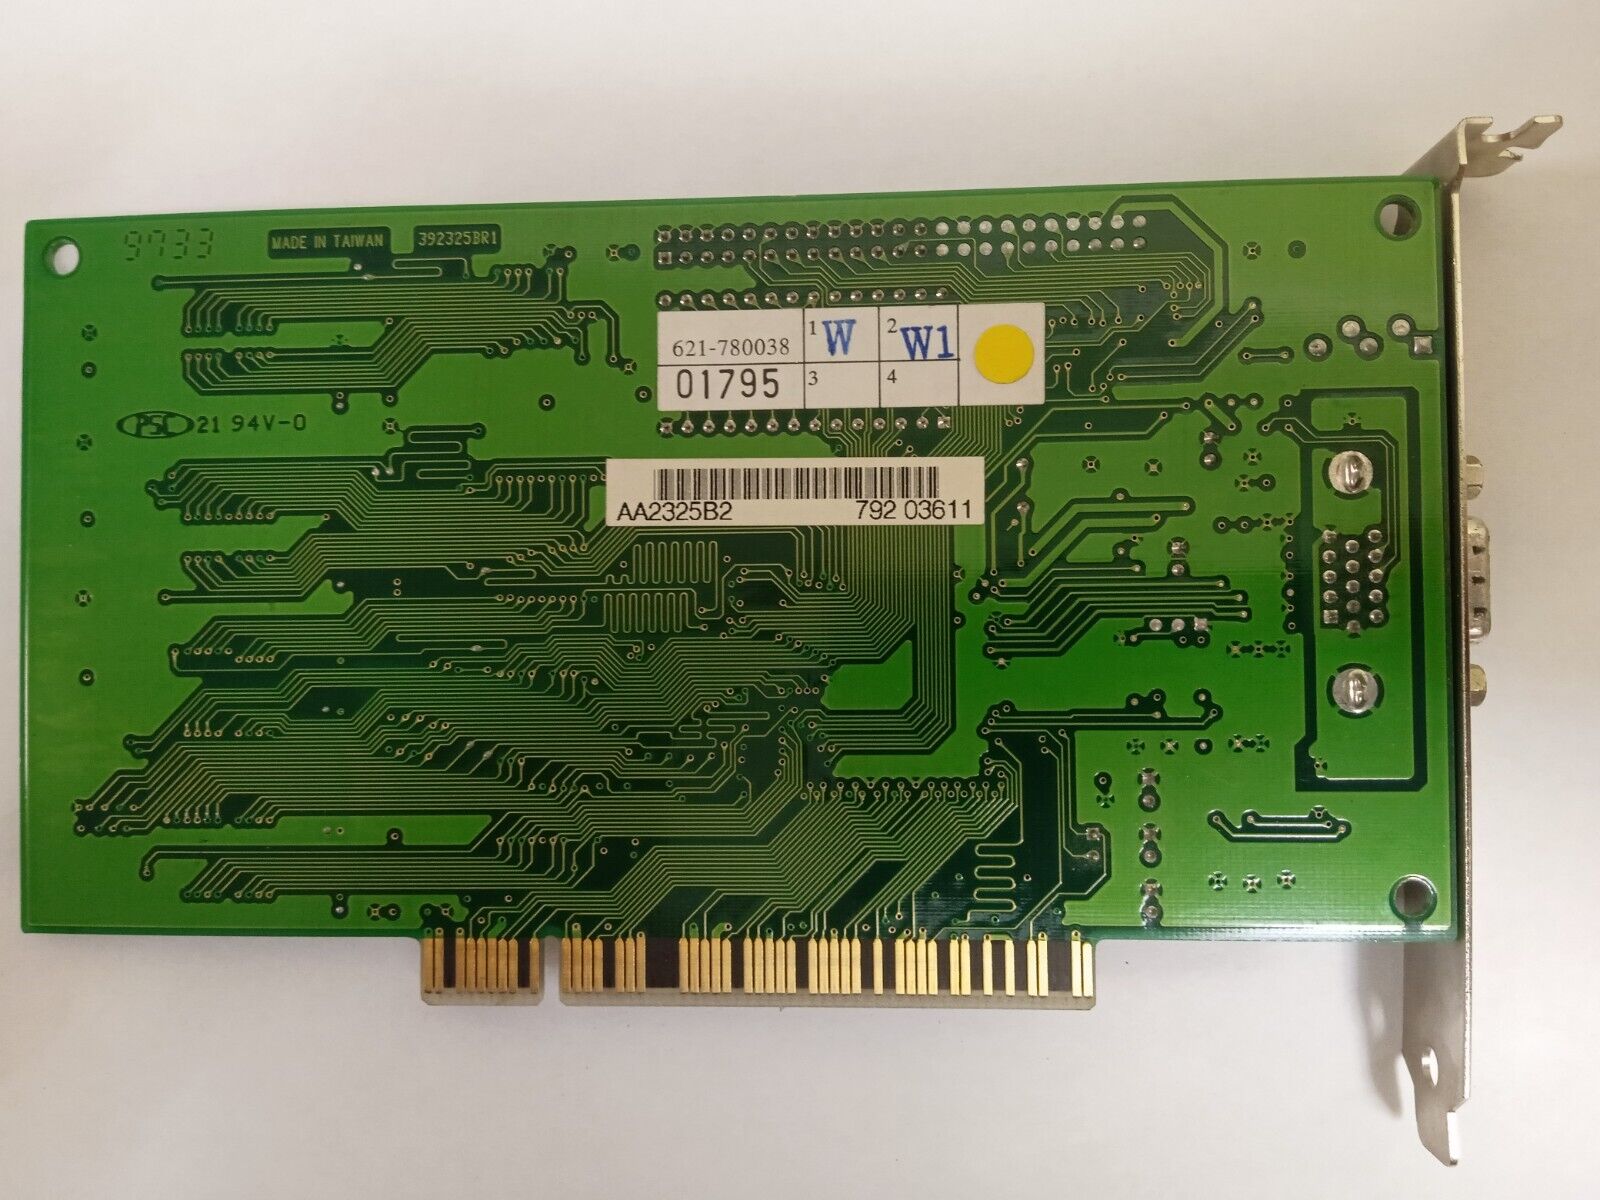 9733
MADE IN TAIWAN
392325BR1
621-780038
01795
1 W
2 W1
3
4
PSC 21 94V-0
AA2325B2 792 03611